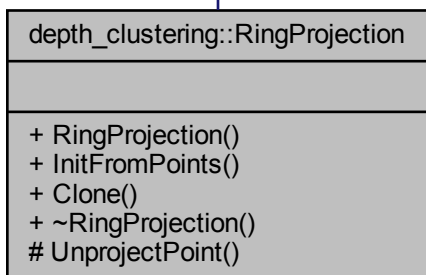 depth_clustering::RingProjection
+ RingProjection()
+ InitFromPoints()
+ Clone()
+ ~RingProjection()
# UnprojectPoint()